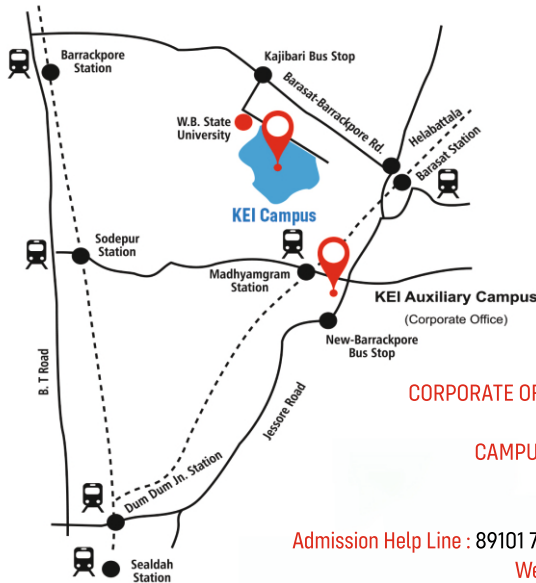 Barrackpore
Station
Kajibari Bus Stop
Barasat-Barrackpore Rd.
Helabattala
W.B. State
University
Barasat Station
KEI Campus
Sodepur
Station
Madhyamgram
Station
KEI Auxiliary Campus
(Corporate Office)
New-Barrackpore
Bus Stop
B. T Road
Jessore Road
CORPORATE OF
CAMPU
Dum Dum Jn. Station
Admission Help Line : 89101 7
We
Sealdah
Station